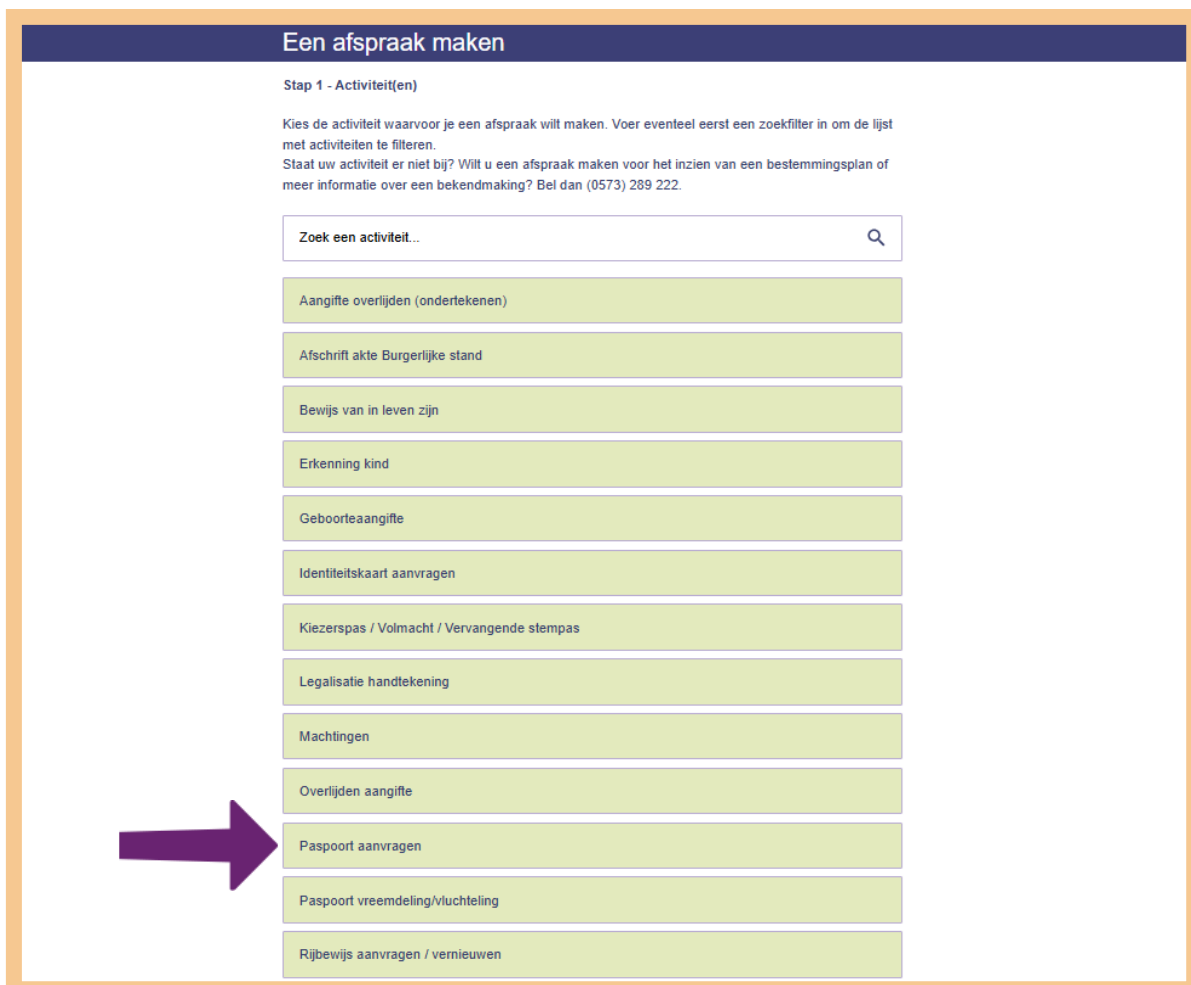 Een afspraak maken
Stap 1 - Activiteit(en)
Kies de activiteit waarvoor je een afspraak wilt maken. Voer eventueel eerst een zoekfilter in om de lijst
met activiteiten te filteren.
Staat uw activiteit er niet bij? Wilt u een afspraak maken voor het inzien van een bestemmingsplan of
meer informatie over een bekendmaking? Bel dan (0573) 289 222.
Zoek een activiteit...
Aangifte overlijden (ondertekenen)
Afschrift akte Burgerlijke stand
Bewijs van in leven zijn
Erkenning kind
Geboorteaangifte
Identiteitskaart aanvragen
Kiezerspas / Volmacht / Vervangende stempas
Legalisatie handtekening
Machtingen
Overlijden aangifte
Paspoort aanvragen
Paspoort vreemdeling/vluchteling
Rijbewijs aanvragen / vernieuwen